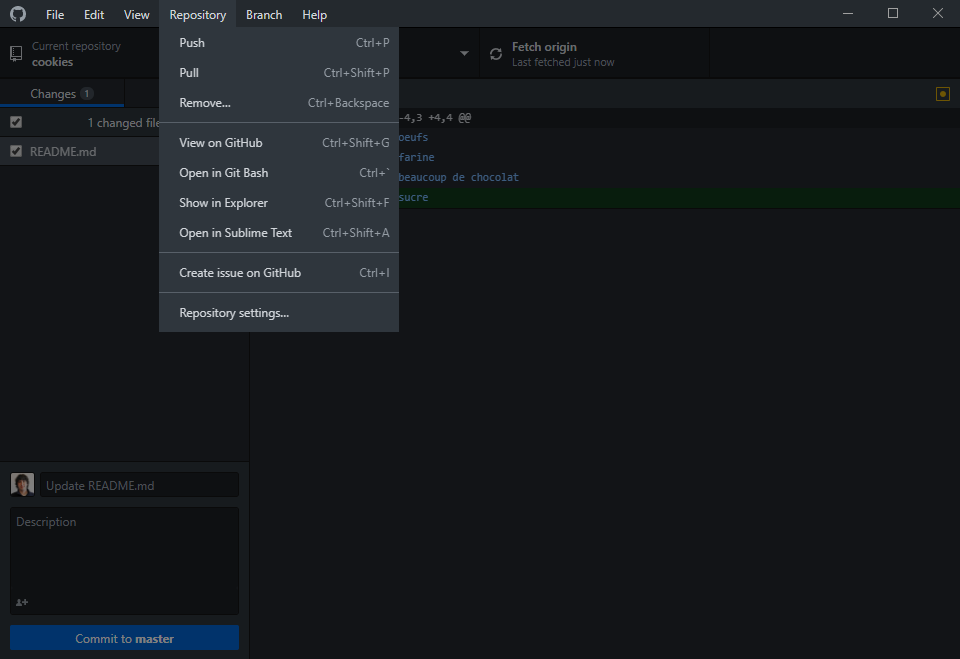 File Edit View Repository Branch Help
Current repository
cookies
Fetch origin
Last fetched just now
Changes 1
1 changed file
README.md
Push Ctrl+P
Pull Ctrl+Shift+P
Remove... Ctrl+Backspace
View on GitHub Ctrl+Shift+G
Open in Git Bash Ctrl+`
Show in Explorer Ctrl+Shift+F
Open in Sublime Text Ctrl+Shift+A
Create issue on GitHub Ctrl+I
Repository settings...
-4,3 +4,4 @@
oeufs
farine
beaucoup de chocolat
sucre
Update README.md
Description
Commit to master